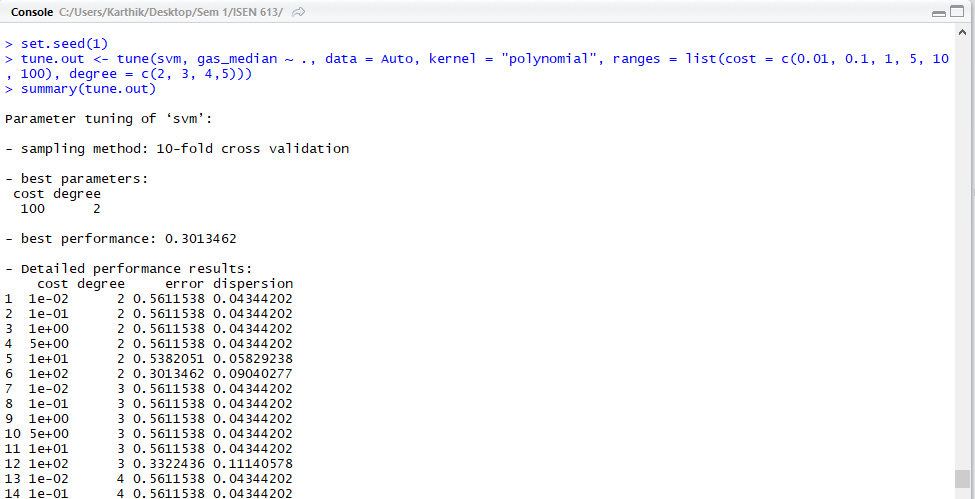 Console C:/Users/Karthik/Desktop/Sem 1/ISEN 613/
> set.seed(1)
> tune.out <- tune(svm, gas_median ~ ., data = Auto, kernel = "polynomial", ranges = list(cost = c(0.01, 0.1, 1, 5, 10
, 100), degree = c(2, 3, 4,5)))
> summary(tune.out)
Parameter tuning of ‘svm’:
- sampling method: 10-fold cross validation
- best parameters:
cost degree
100 2
- best performance: 0.3013462
- Detailed performance results:
cost degree error dispersion
1 1e-02 2 0.5611538 0.04344202
2 1e-01 2 0.5611538 0.04344202
3 1e+00 2 0.5611538 0.04344202
4 5e+00 2 0.5611538 0.04344202
5 1e+01 2 0.5382051 0.05829238
6 1e+02 2 0.3013462 0.09040277
7 1e-02 3 0.5611538 0.04344202
8 1e-01 3 0.5611538 0.04344202
9 1e+00 3 0.5611538 0.04344202
10 5e+00 3 0.5611538 0.04344202
11 1e+01 3 0.5611538 0.04344202
12 1e+02 3 0.3322436 0.11140578
13 1e-02 4 0.5611538 0.04344202
14 1e-01 4 0.5611538 0.04344202